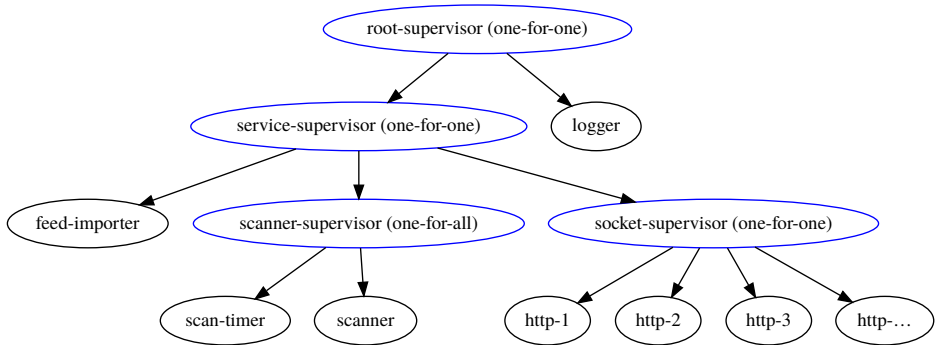 root-supervisor (one-for-one)
service-supervisor (one-for-one)
logger
feed-importer
scanner-supervisor (one-for-all)
socket-supervisor (one-for-one)
scan-timer
scanner
http-1
http-2
http-3
http-…